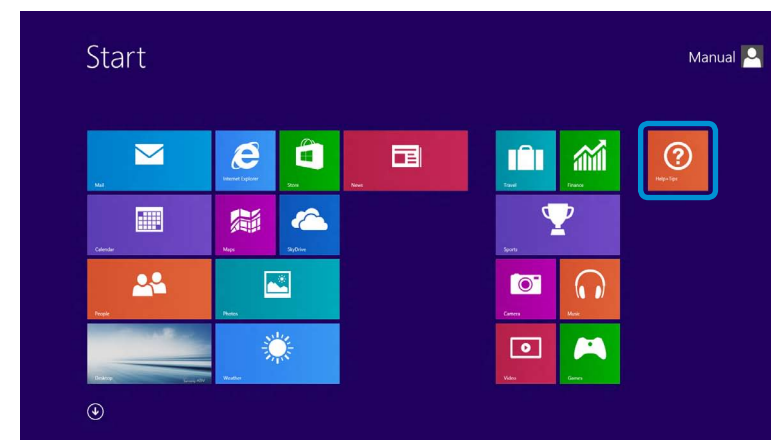 Start
Manual
Mail
Internet Explorer
Store
News
Travel
Finance
Help+Tips
Calendar
Maps
SkyDrive
Sports
People
Photos
Camera
Music
Desktop
Weather
Video
Games